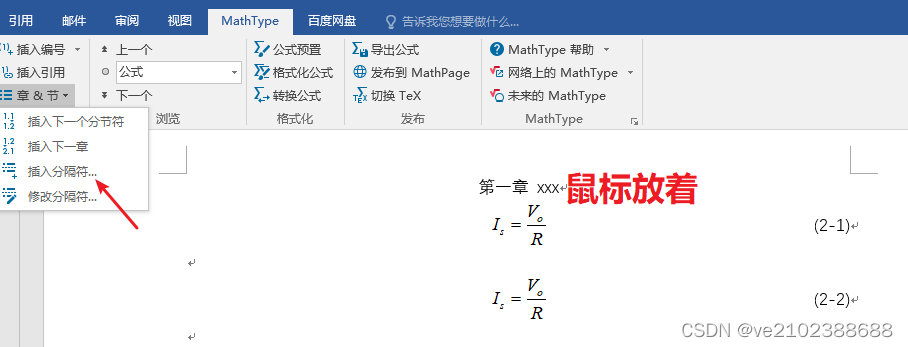 引用 邮件 审阅 视图 MathType 百度网盘 告诉我您想要做什么...
插入编号 上一个 公式预置 导出公式 MathType 帮助
插入引用 公式 格式化公式 发布到 MathPage 网络上的 MathType
章 & 节 下一个 转换公式 切换 TeX 未来的 MathType
浏览 格式化 发布 MathType
插入下一个分节符
插入下一章
插入分隔符...
修改分隔符...
第一章 xxx 鼠标放着
I_s = V_o / R (2-1)
I_s = V_o / R (2-2)
CSDN @ve2102388688